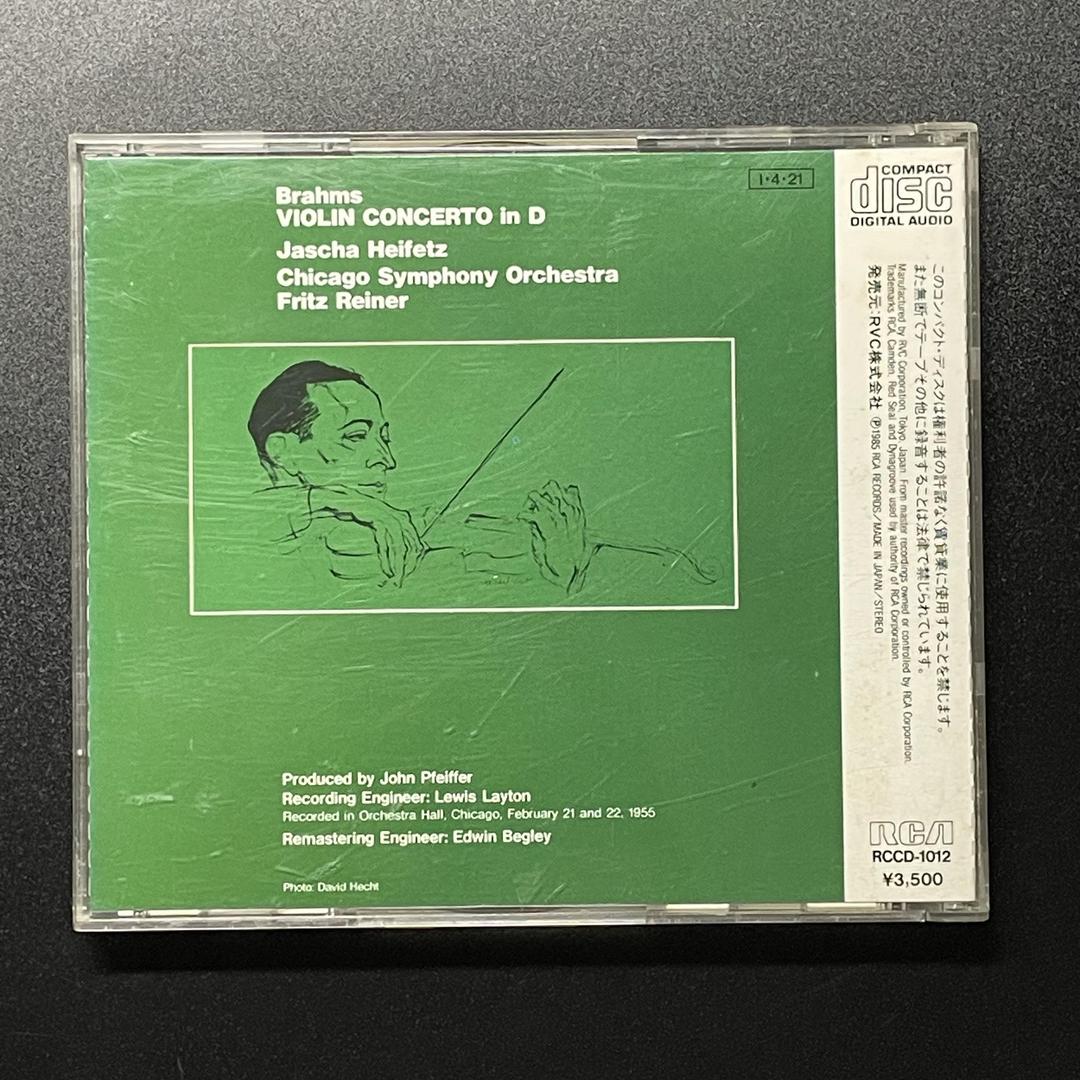 Brahms
VIOLIN CONCERTO in D
Jascha Heifetz
Chicago Symphony Orchestra
Fritz Reiner
1・4・21
Produced by John Pfeiffer
Recording Engineer: Lewis Layton
Recorded in Orchestra Hall, Chicago, February 21 and 22, 1955
Remastering Engineer: Edwin Begley
Photo: David Hecht
COMPACT
disc
DIGITAL AUDIO
このコンパクト・ディスクは権利者の許諾なく賃貸業に使用することを禁じます。
また無断でテープその他に録音することは法律で禁じられています。
Manufactured by RVC Corporation, Tokyo, Japan. From master recordings owned or controlled by RCA Corporation.
Trademarks RCA, Camden, Red Seal and Dynagroove used by authority of RCA Corporation.
発売元：RVC株式会社 ℗1985 RCA RECORDS／MADE IN JAPAN／STEREO
RCA
RCCD-1012
¥3,500